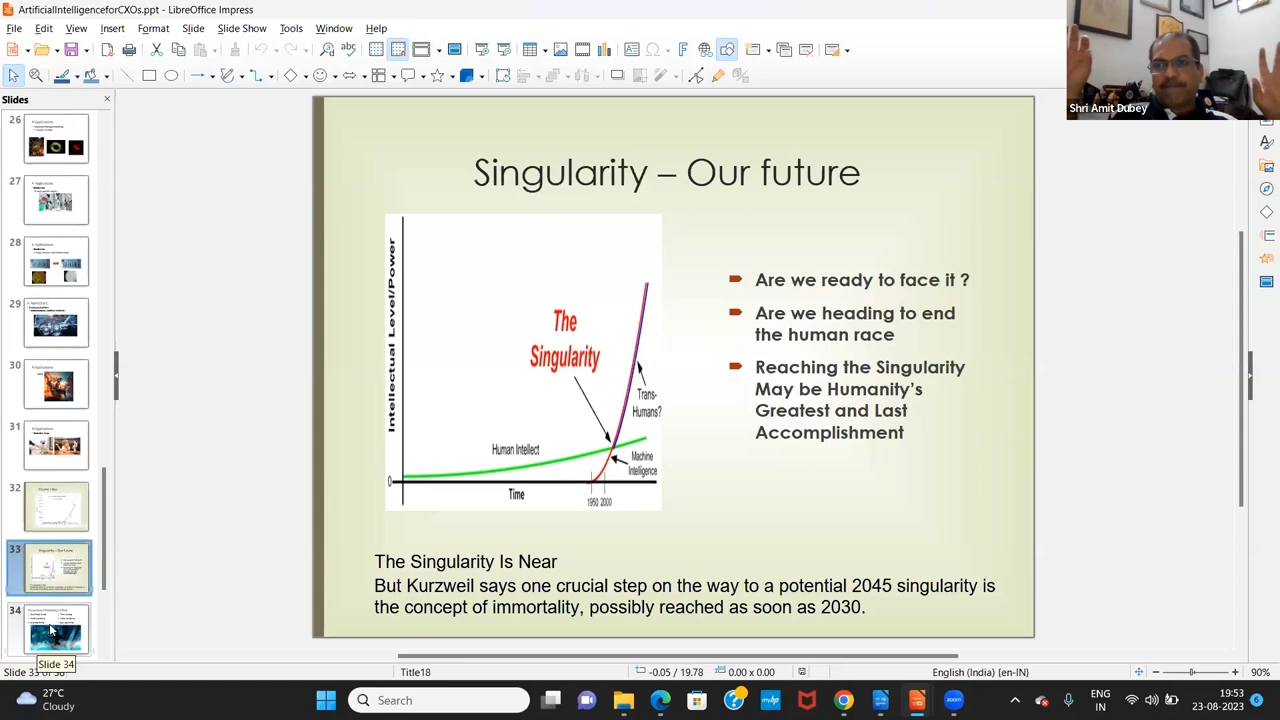 ArtificialIntelligenceforCXOs.ppt - LibreOffice Impress
File Edit View Insert Format Slide Slide Show Tools Window Help
Shri Amit Dubey
Slides
26
27
28
29
30
31
32
33
34
Slide 34
Singularity – Our future
Intellectual Level/Power
The
Singularity
Trans-
Humans?
Human Intellect
Machine
Intelligence
0
Time
1950 2000
Are we ready to face it ?
Are we heading to end
the human race
Reaching the Singularity
May be Humanity's
Greatest and Last
Accomplishment
The Singularity Is Near
But Kurzweil says one crucial step on the way to a potential 2045 singularity is
the concept of immortality, possibly reached as soon as 2030.
Title18
-0.05 / 19.78
0.00 x 0.00
English (India) (en-IN)
90%
27°C
Cloudy
Search
ENG
IN
19:53
23-08-2023
6